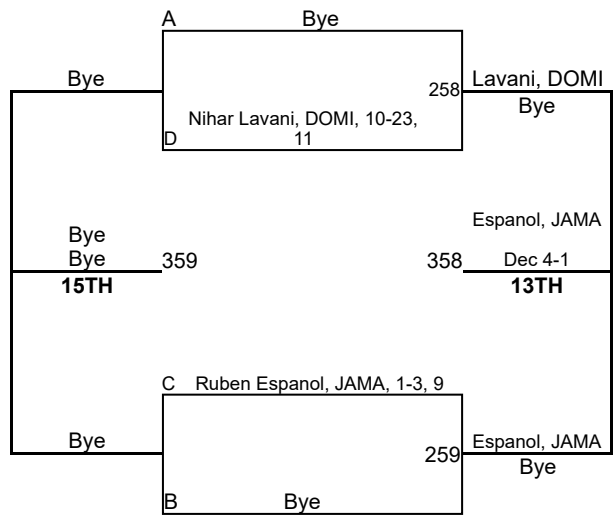 A Bye
Bye
258
Lavani, DOMI
Bye
Nihar Lavani, DOMI, 10-23,
11
D
Espanol, JAMA
Bye
Bye
359
358
Dec 4-1
15TH
13TH
C Ruben Espanol, JAMA, 1-3, 9
Bye
259
Espanol, JAMA
Bye
B Bye